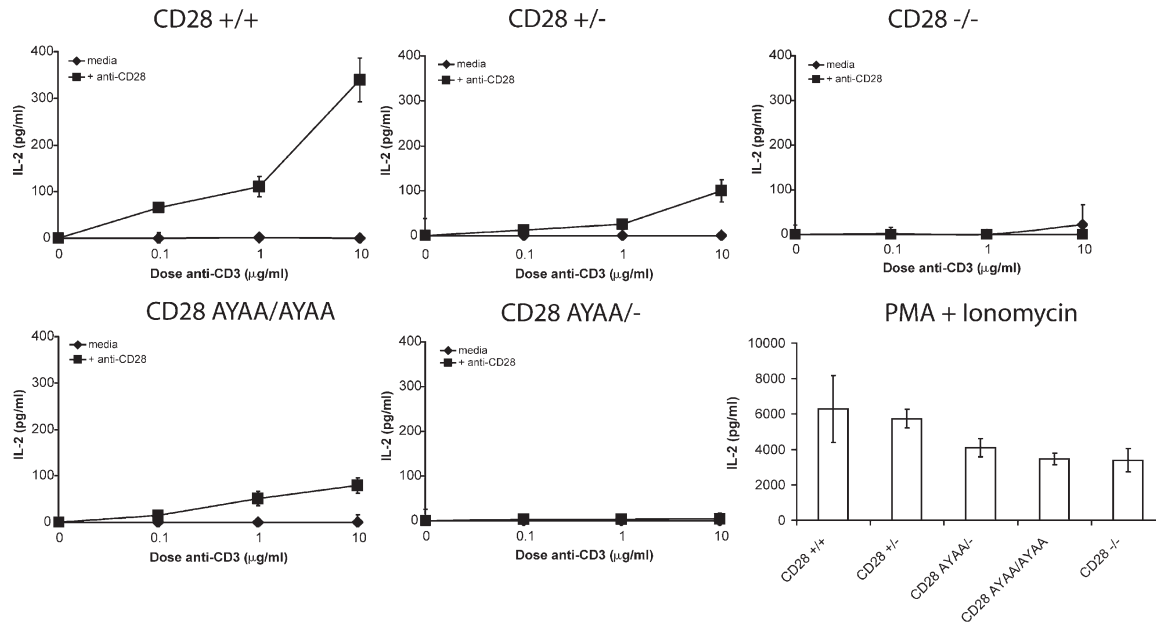 CD28 +/+
400
300
200
100
0
IL-2 (pg/ml)
media
+ anti-CD28
0
0.1
1
10
Dose anti-CD3 (μg/ml)
CD28 +/-
400
300
200
100
0
IL-2 (pg/ml)
media
+ anti-CD28
0
0.1
1
10
Dose anti-CD3 (μg/ml)
CD28 -/-
400
300
200
100
0
IL-2 (pg/ml)
media
+ anti-CD28
0
0.1
1
10
Dose anti-CD3 (μg/ml)
CD28 AYAA/AYAA
400
300
200
100
0
IL-2 (pg/ml)
media
+ anti-CD28
0
0.1
1
10
Dose anti-CD3 (μg/ml)
CD28 AYAA/-
400
300
200
100
0
IL-2 (pg/ml)
media
+ anti-CD28
0
0.1
1
10
Dose anti-CD3 (μg/ml)
PMA + Ionomycin
10000
8000
6000
4000
2000
0
IL-2 (pg/ml)
CD28 +/+
CD28 +/-
CD28 AYAA/-
CD28 AYAA/AYAA
CD28 -/-